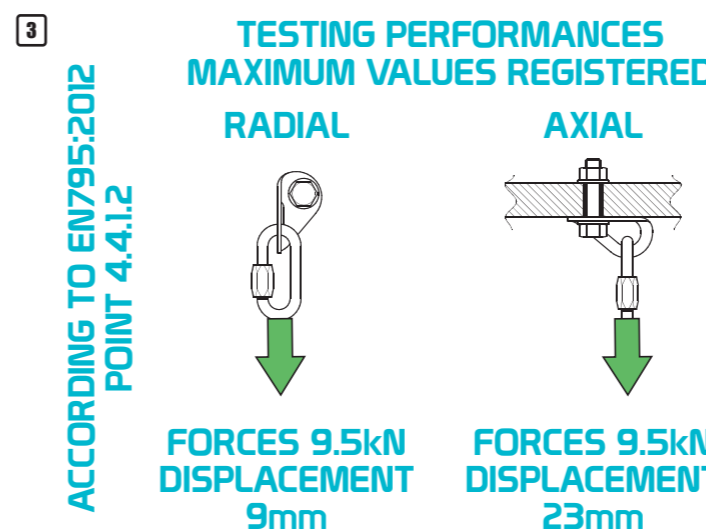 3
TESTING PERFORMANCES
MAXIMUM VALUES REGISTERED
ACCORDING TO EN795:2012
POINT 4.4.1.2
RADIAL
FORCES 9.5kN
DISPLACEMENT
9mm
AXIAL
FORCES 9.5kN
DISPLACEMENT
23mm